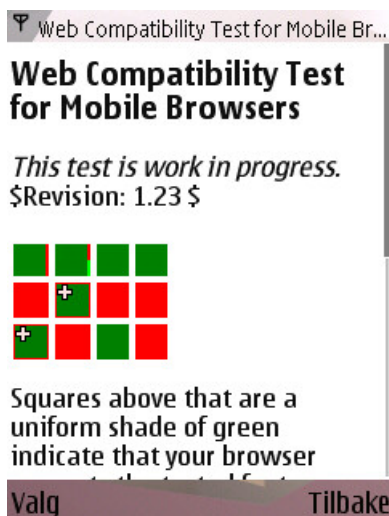 Web Compatibility Test for Mobile Br...
Web Compatibility Test
for Mobile Browsers
This test is work in progress.
$Revision: 1.23 $
Squares above that are a
uniform shade of green
indicate that your browser
Valg
Tilbake